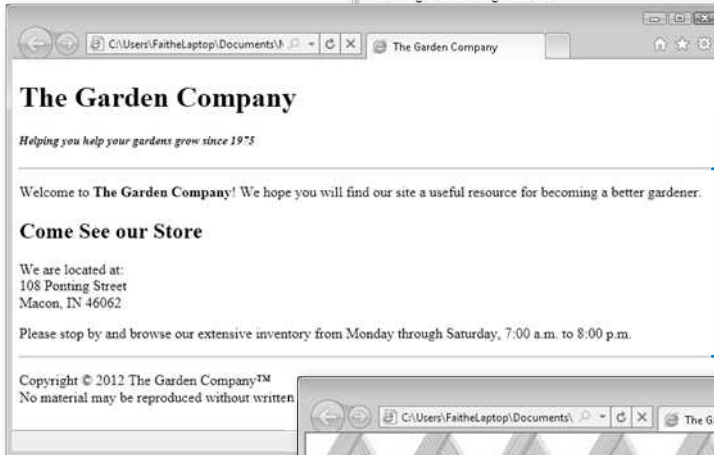 C:\Users\FaitheLaptop\Documents\
The Garden Company
The Garden Company
Helping you help your gardens grow since 1975
Welcome to The Garden Company! We hope you will find our site a useful resource for becoming a better gardener.
Come See our Store
We are located at:
108 Ponting Street
Macon, IN 46062
Please stop by and browse our extensive inventory from Monday through Saturday, 7:00 a.m. to 8:00 p.m.
Copyright © 2012 The Garden Company™
No material may be reproduced without written
C:\Users\FaitheLaptop\Documents\
The G